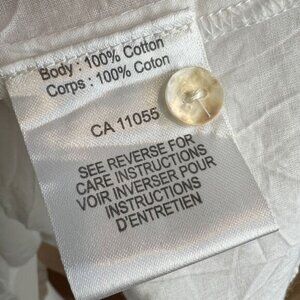 Body : 100% Cotton
Corps : 100% Coton
CA 11055
SEE REVERSE FOR
CARE INSTRUCTIONS
VOIR INVERSER POUR
INSTRUCTIONS
D'ENTRETIEN